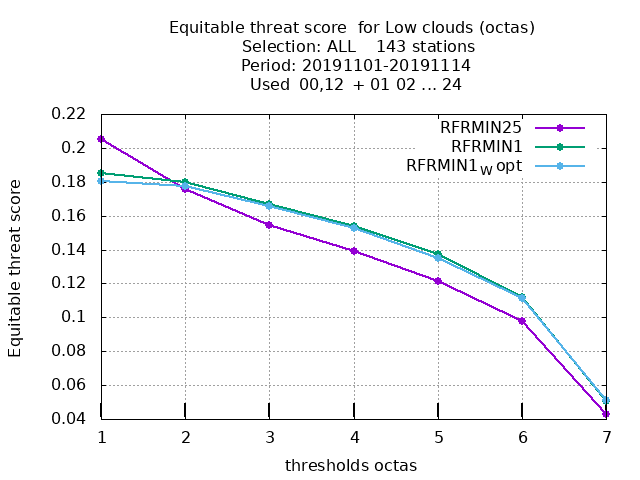 Equitable threat score  for Low clouds (octas)
Selection: ALL    143 stations
Period: 20191101-20191114
Used  00,12  + 01 02 ... 24
RFRMIN25
RFRMIN1
RFRMIN1W opt
Equitable threat score
0.22
0.2
0.18
0.16
0.14
0.12
0.1
0.08
0.06
0.04
1 2 3 4 5 6 7
thresholds octas